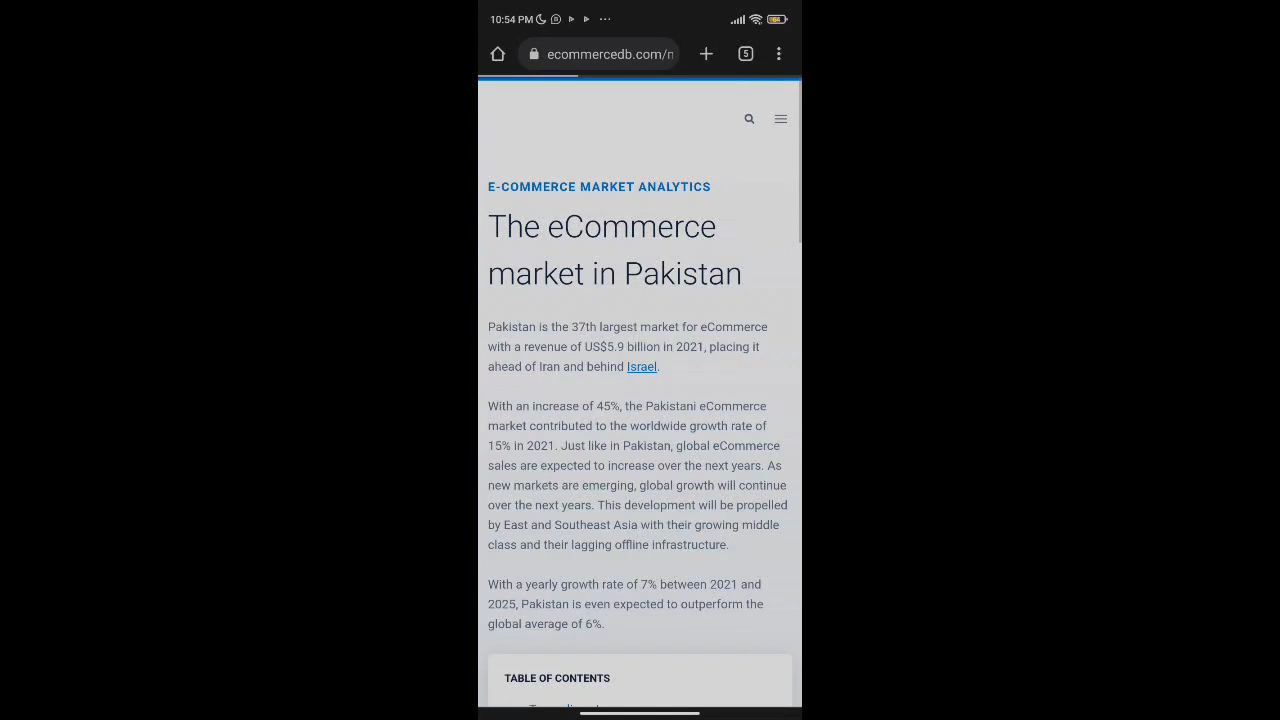 10:54 PM
64
ecommercedb.com/n
5
E-COMMERCE MARKET ANALYTICS
The eCommerce
market in Pakistan
Pakistan is the 37th largest market for eCommerce
with a revenue of US$5.9 billion in 2021, placing it
ahead of Iran and behind Israel.
With an increase of 45%, the Pakistani eCommerce
market contributed to the worldwide growth rate of
15% in 2021. Just like in Pakistan, global eCommerce
sales are expected to increase over the next years. As
new markets are emerging, global growth will continue
over the next years. This development will be propelled
by East and Southeast Asia with their growing middle
class and their lagging offline infrastructure.
With a yearly growth rate of 7% between 2021 and
2025, Pakistan is even expected to outperform the
global average of 6%.
TABLE OF CONTENTS